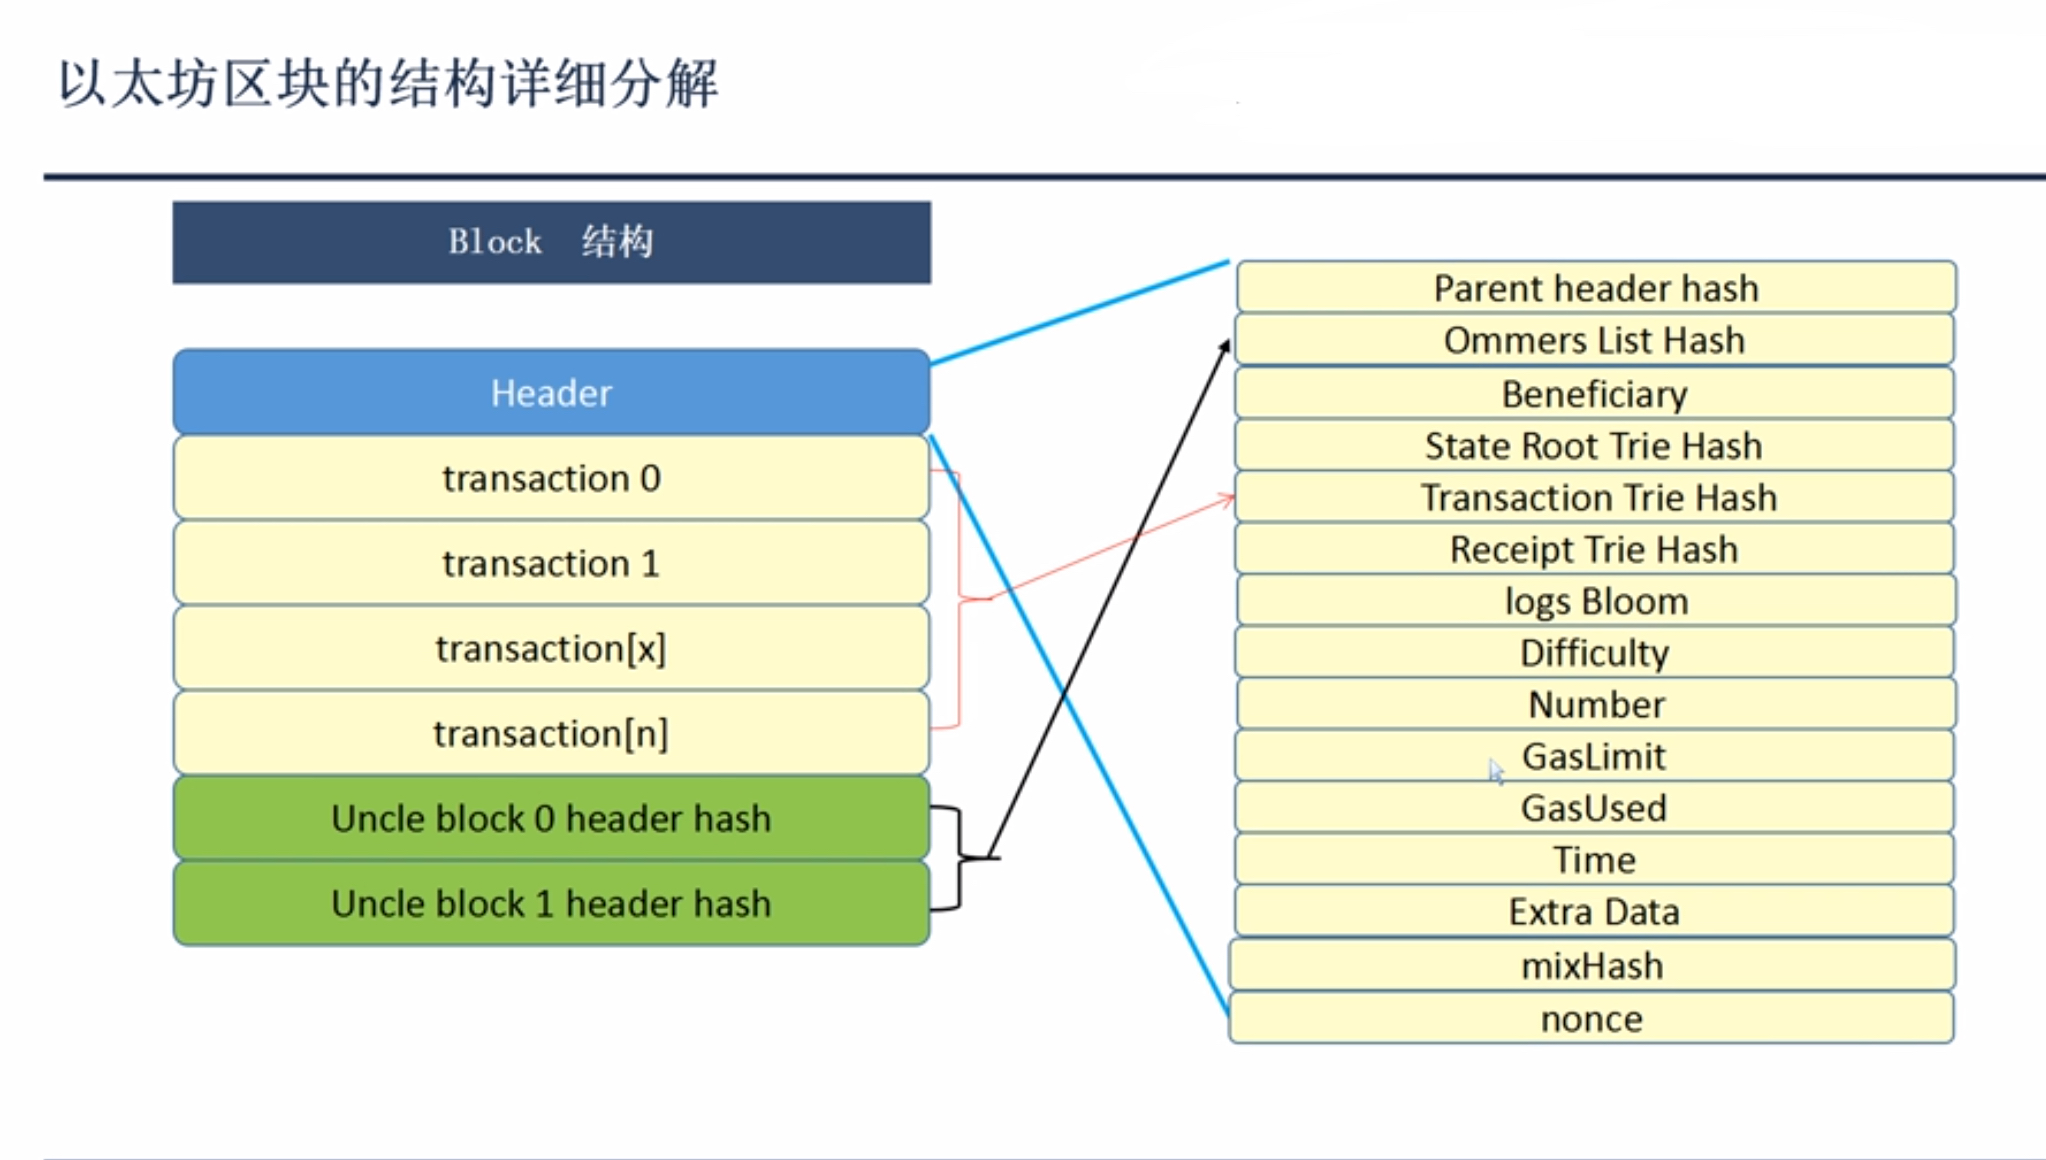 以太坊区块的结构详细分解
Block 结构
Header
transaction 0
transaction 1
transaction[x]
transaction[n]
Uncle block 0 header hash
Uncle block 1 header hash
Parent header hash
Ommers List Hash
Beneficiary
State Root Trie Hash
Transaction Trie Hash
Receipt Trie Hash
logs Bloom
Difficulty
Number
GasLimit
GasUsed
Time
Extra Data
mixHash
nonce